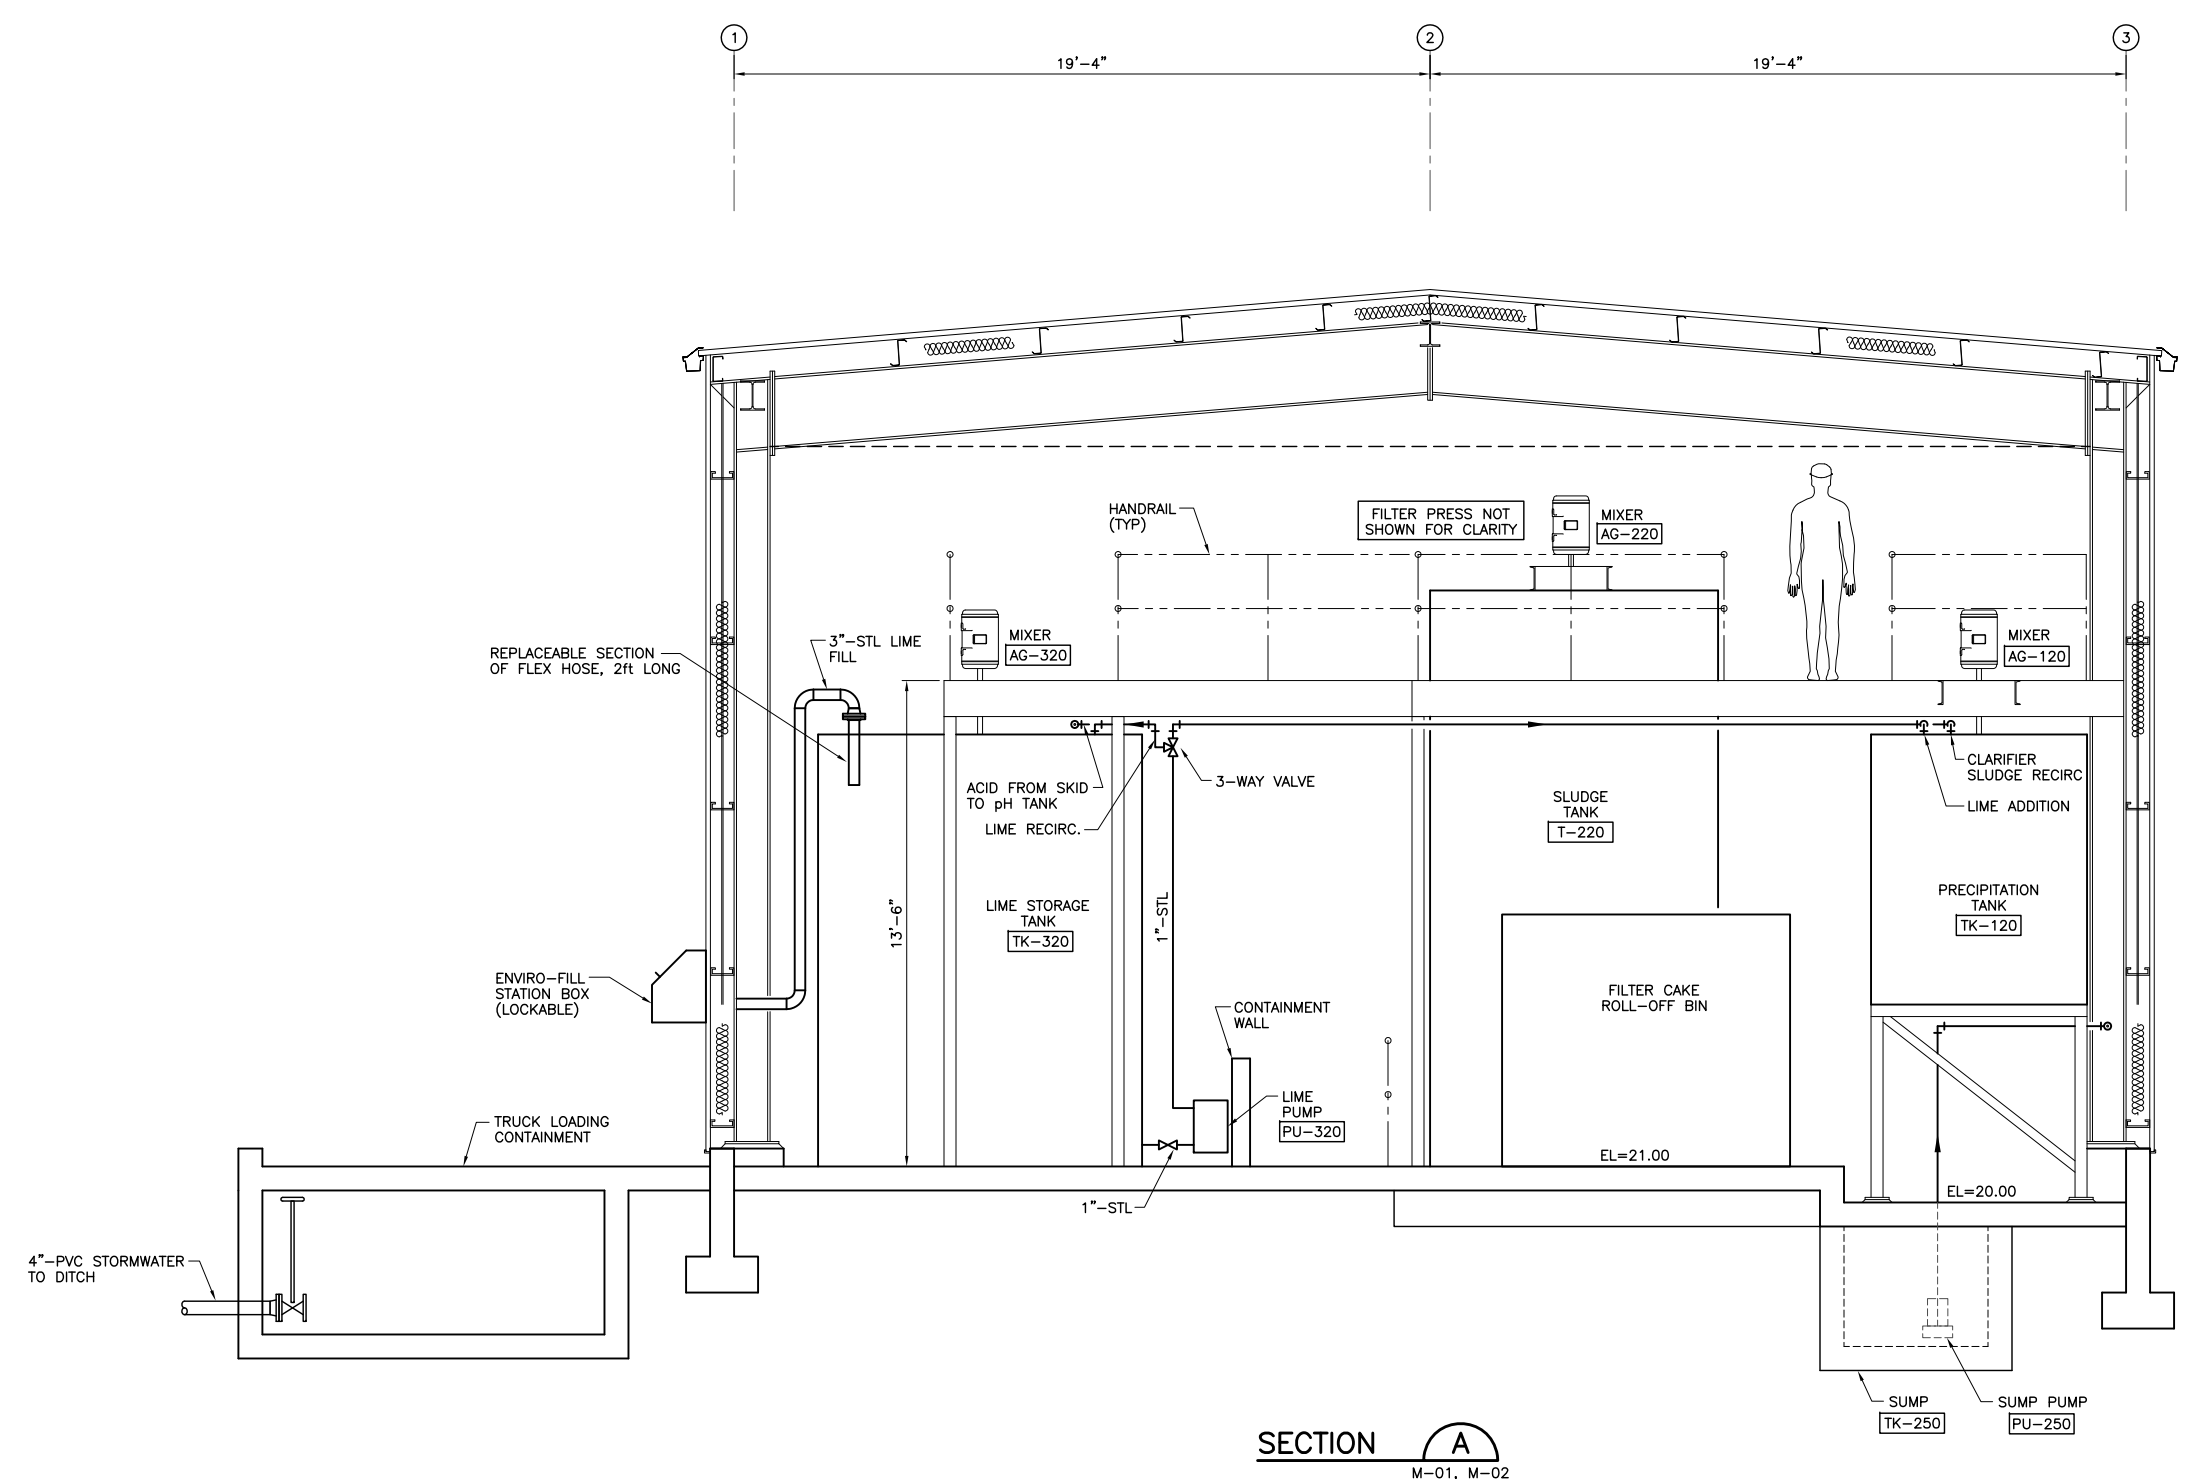 1
2
3
19'-4"
19'-4"
HANDRAIL
(TYP)
FILTER PRESS NOT
SHOWN FOR CLARITY
MIXER
AG-220
3"-STL LIME
FILL
MIXER
AG-320
MIXER
AG-120
REPLACEABLE SECTION
OF FLEX HOSE, 2ft LONG
ACID FROM SKID
TO pH TANK
LIME RECIRC.
3-WAY VALVE
CLARIFIER
SLUDGE RECIRC
LIME ADDITION
SLUDGE
TANK
T-220
13'-6"
LIME STORAGE
TANK
TK-320
1"-STL
PRECIPITATION
TANK
TK-120
ENVIRO-FILL
STATION BOX
(LOCKABLE)
CONTAINMENT
WALL
FILTER CAKE
ROLL-OFF BIN
TRUCK LOADING
CONTAINMENT
LIME
PUMP
PU-320
EL=21.00
EL=20.00
1"-STL
4"-PVC STORMWATER
TO DITCH
SUMP
TK-250
SUMP PUMP
PU-250
SECTION A
M-01, M-02